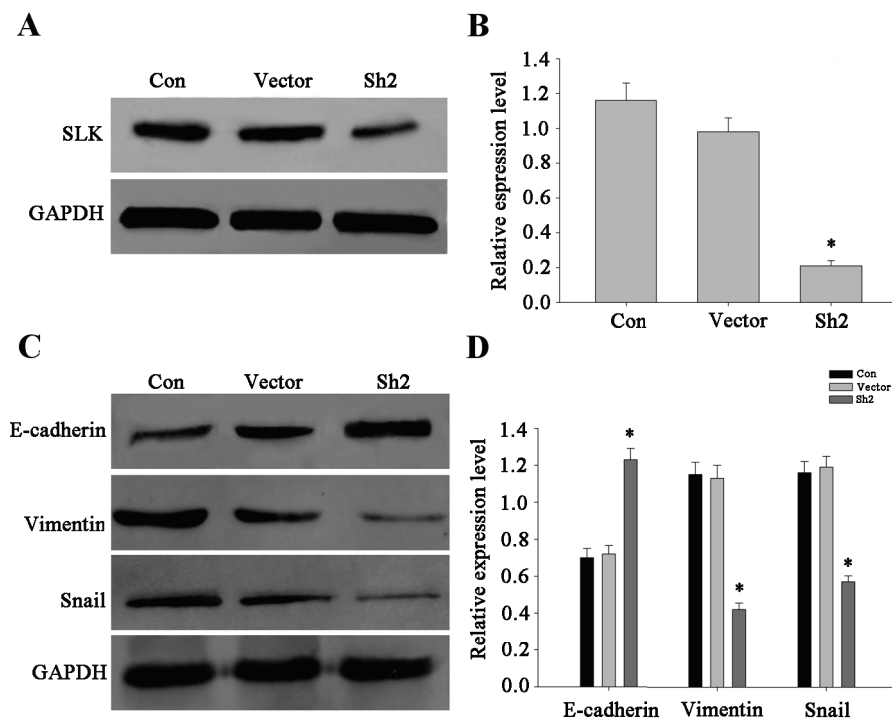 A
Con Vector Sh2
SLK
GAPDH
B
Relative espression level
1.4
1.2
1.0
0.8
0.6
0.4
0.2
0.0
*
Con Vector Sh2
C
Con Vector Sh2
E-cadherin
Vimentin
Snail
GAPDH
D
Con
Vector
Sh2
Relative expression level
1.4
1.2
1.0
0.8
0.6
0.4
0.2
0.0
*
*
*
E-cadherin Vimentin Snail